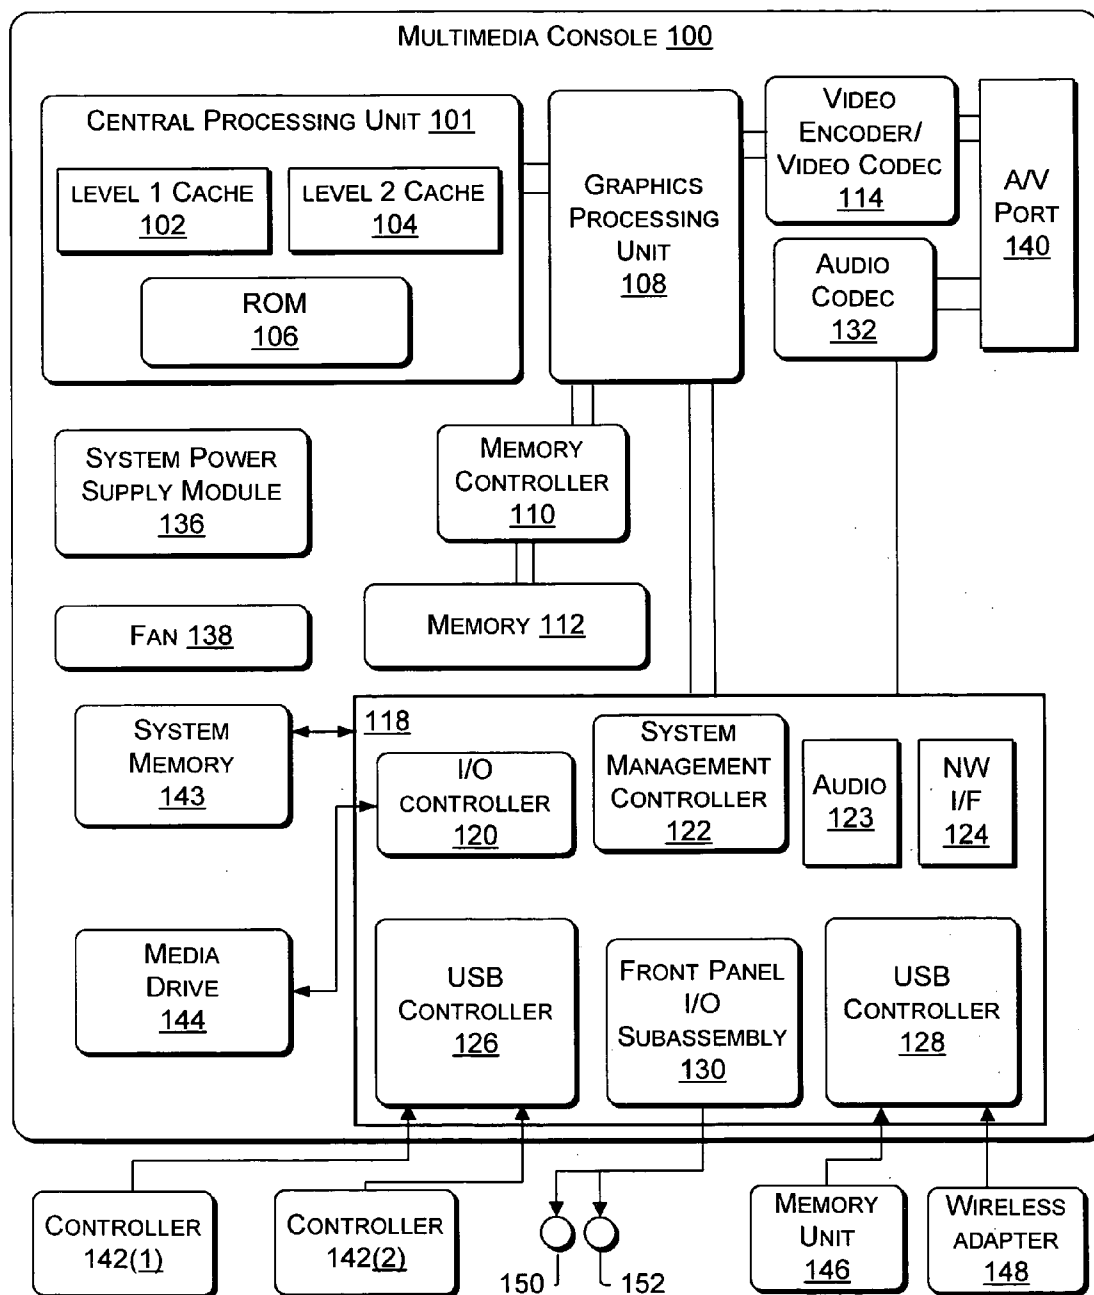 MULTIMEDIA CONSOLE 100
CENTRAL PROCESSING UNIT 101
LEVEL 1 CACHE
102
LEVEL 2 CACHE
104
ROM
106
GRAPHICS
PROCESSING
UNIT
108
VIDEO
ENCODER/
VIDEO CODEC
114
A/V
PORT
140
AUDIO
CODEC
132
SYSTEM POWER
SUPPLY MODULE
136
MEMORY
CONTROLLER
110
FAN 138
MEMORY 112
SYSTEM
MEMORY
143
118
I/O
CONTROLLER
120
SYSTEM
MANAGEMENT
CONTROLLER
122
AUDIO
123
NW
I/F
124
MEDIA
DRIVE
144
USB
CONTROLLER
126
FRONT PANEL
I/O
SUBASSEMBLY
130
USB
CONTROLLER
128
CONTROLLER
142(1)
CONTROLLER
142(2)
150
152
MEMORY
UNIT
146
WIRELESS
ADAPTER
148